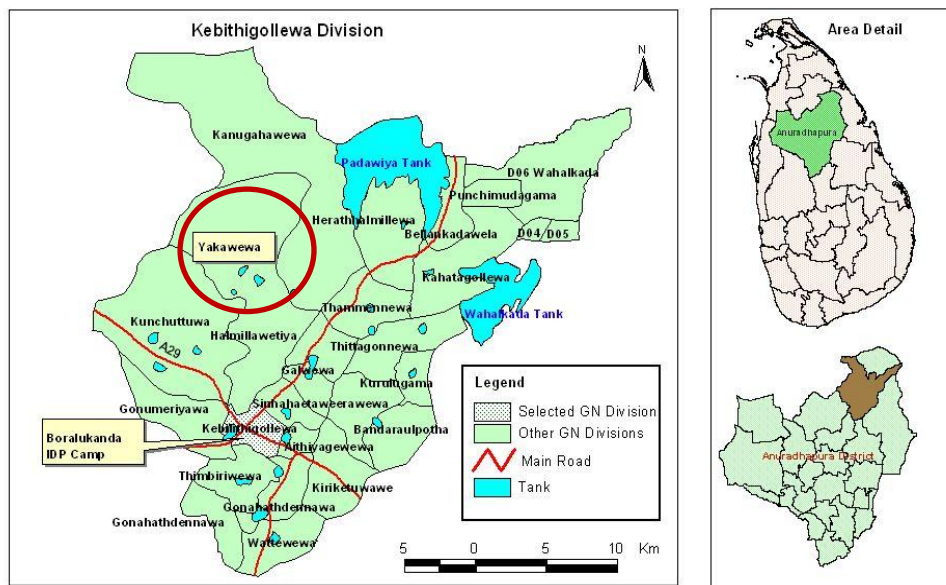 Kebithigollewa Division
N
Kanugahawewa
Padawiya Tank
D06 Wahalkada
Punchimudagama
Herathhalmillewa
Bellankadawela
D04/D05
Yakawewa
Kahatagollewa
Wahalkada Tank
Thammennewa
Kunchuttuwa
Halmillawetiya
A29
Thittagonnewa
Galwewa
Kurulugama
Sinhahaetaweerawewa
Gonumeriyawa
Kebithigollewa
Bandaraulpotha
Boralukanda
IDP Camp
Aithiyagewewa
Thimbiriwewa
Kiriketuwawe
Gonahathdennawa
Gonahathdennawa
Wattewewa
Legend
Selected GN Division
Other GN Divisions
Main Road
Tank
5 0 5 10 Km
Area Detail
Anuradhapura
Anuradhapura District